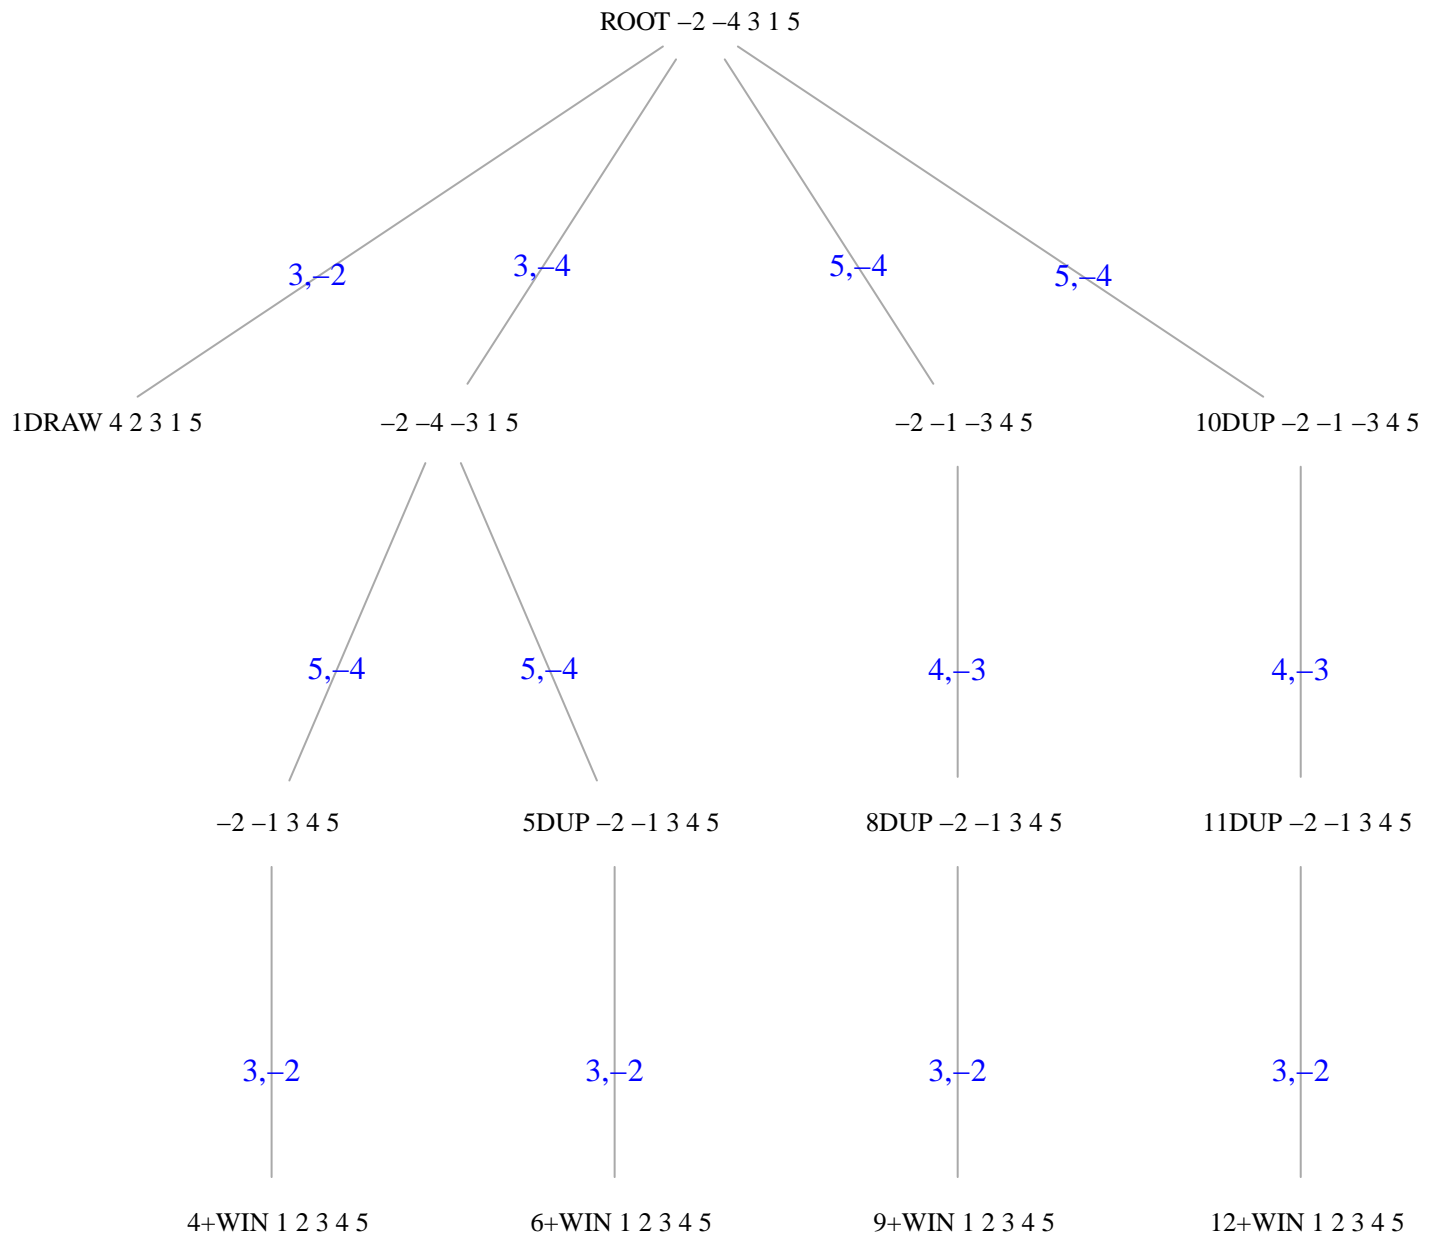 ROOT –2 –4 3 1 5
3,–2
3,–4
5,–4
5,–4
1DRAW 4 2 3 1 5
–2 –4 –3 1 5
–2 –1 –3 4 5
10DUP –2 –1 –3 4 5
5,–4
5,–4
4,–3
4,–3
–2 –1 3 4 5
5DUP –2 –1 3 4 5
8DUP –2 –1 3 4 5
11DUP –2 –1 3 4 5
3,–2
3,–2
3,–2
3,–2
4+WIN 1 2 3 4 5
6+WIN 1 2 3 4 5
9+WIN 1 2 3 4 5
12+WIN 1 2 3 4 5